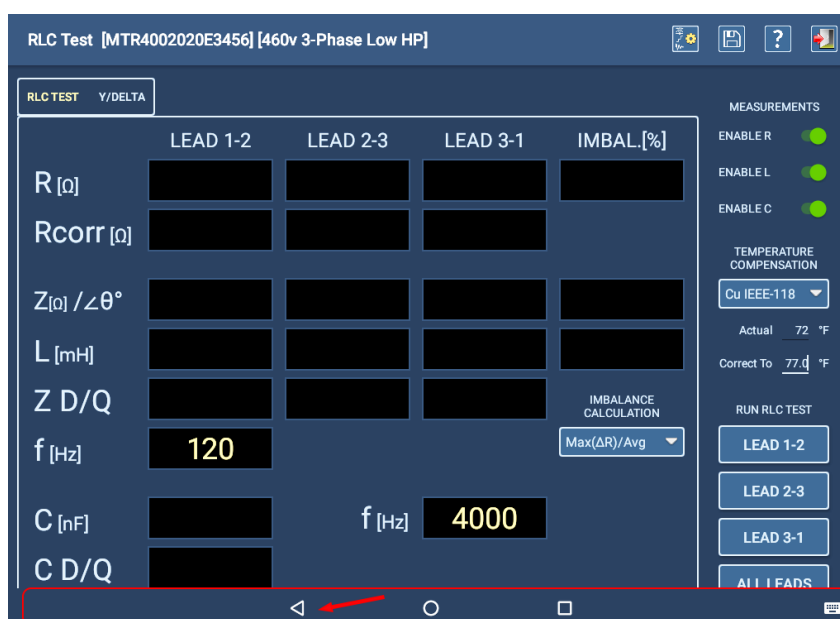 RLC Test [MTR4002020E3456] [460v 3-Phase Low HP]
?
RLC TEST Y/DELTA
LEAD 1-2 LEAD 2-3 LEAD 3-1 IMBAL.[%]
R [Ω]
Rcorr [Ω]
Z[Ω] /∠θ°
L [mH]
Z D/Q
f [Hz] 120
IMBALANCE
CALCULATION
Max(ΔR)/Avg
C [nF] f [Hz] 4000
C D/Q
MEASUREMENTS
ENABLE R
ENABLE L
ENABLE C
TEMPERATURE
COMPENSATION
Cu IEEE-118
Actual 72 °F
Correct To 77.0 °F
RUN RLC TEST
LEAD 1-2
LEAD 2-3
LEAD 3-1
ALL LEADS